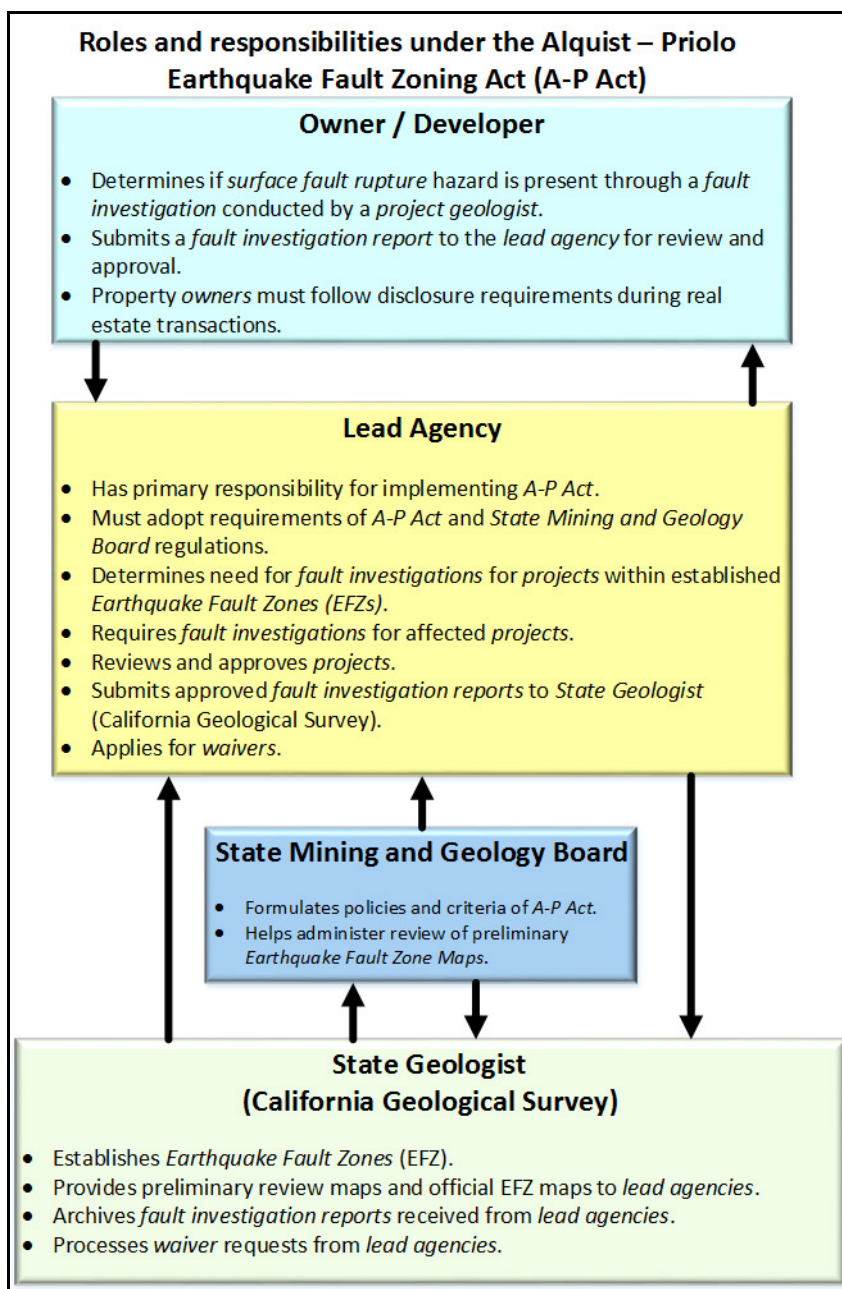 Roles and responsibilities under the Alquist – Priolo
Earthquake Fault Zoning Act (A-P Act)
Owner / Developer
• Determines if surface fault rupture hazard is present through a fault
investigation conducted by a project geologist.
• Submits a fault investigation report to the lead agency for review and
approval.
• Property owners must follow disclosure requirements during real
estate transactions.
Lead Agency
• Has primary responsibility for implementing A-P Act.
• Must adopt requirements of A-P Act and State Mining and Geology
Board regulations.
• Determines need for fault investigations for projects within established
Earthquake Fault Zones (EFZs).
• Requires fault investigations for affected projects.
• Reviews and approves projects.
• Submits approved fault investigation reports to State Geologist
(California Geological Survey).
• Applies for waivers.
State Mining and Geology Board
• Formulates policies and criteria of A-P Act.
• Helps administer review of preliminary
Earthquake Fault Zone Maps.
State Geologist
(California Geological Survey)
• Establishes Earthquake Fault Zones (EFZ).
• Provides preliminary review maps and official EFZ maps to lead agencies.
• Archives fault investigation reports received from lead agencies.
• Processes waiver requests from lead agencies.